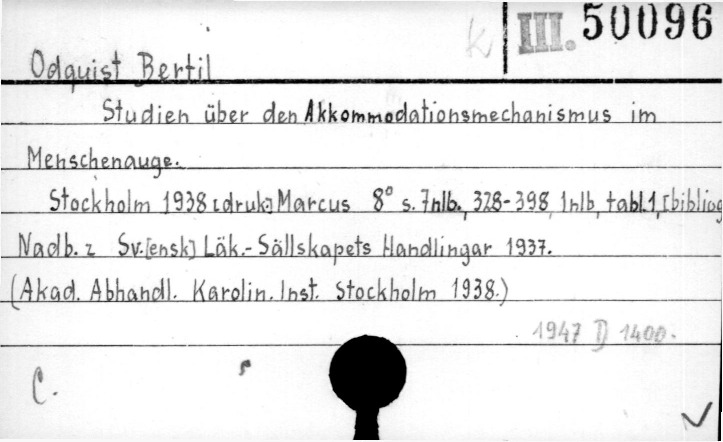 k III. 50096
Odquist Bertil
Studien über den Akkommodationsmechanismus im
Menschenauge.
Stockholm 1938 [druk.] Marcus 8° s. 7nlb., 328-398, 1nlb, tabl.1, [bibliog
Nadb. z Sv.[ensk] Läk.-Sällskapets Handlingar 1937.
(Akad. Abhandl. Karolin. Inst. Stockholm 1938.)
1947 D 1400.
C.